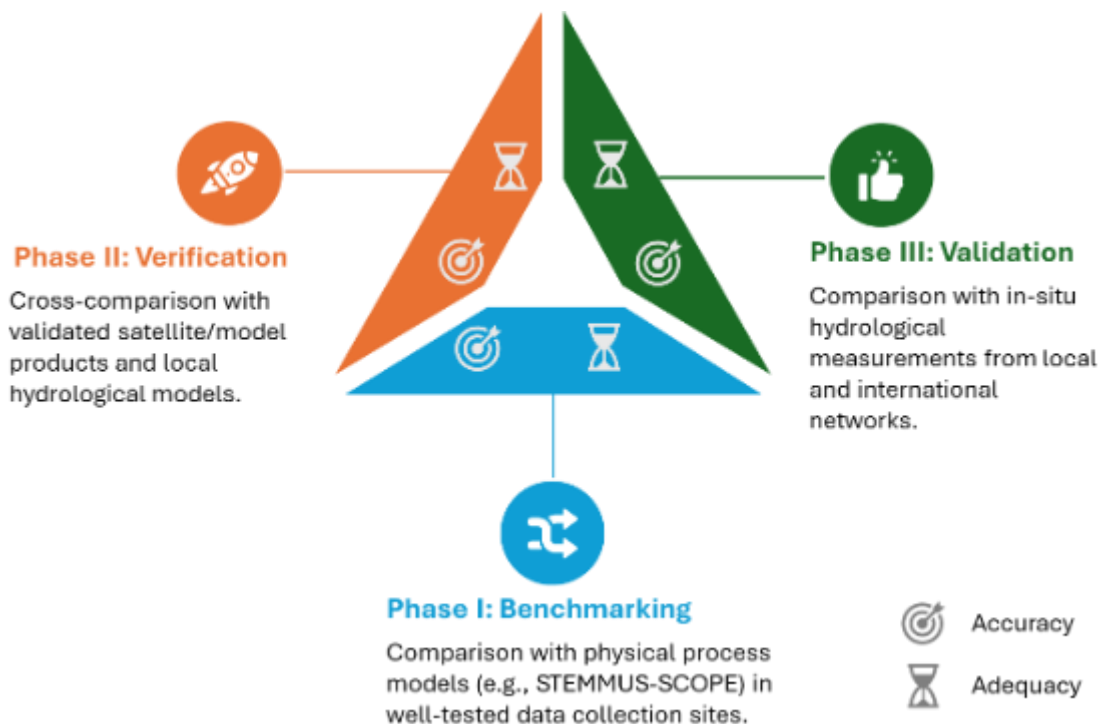 Phase II: Verification
Cross-comparison with
validated satellite/model
products and local
hydrological models.
Phase III: Validation
Comparison with in-situ
hydrological
measurements from local
and international
networks.
Phase I: Benchmarking
Comparison with physical process
models (e.g., STEMMUS-SCOPE) in
well-tested data collection sites.
Accuracy
Adequacy